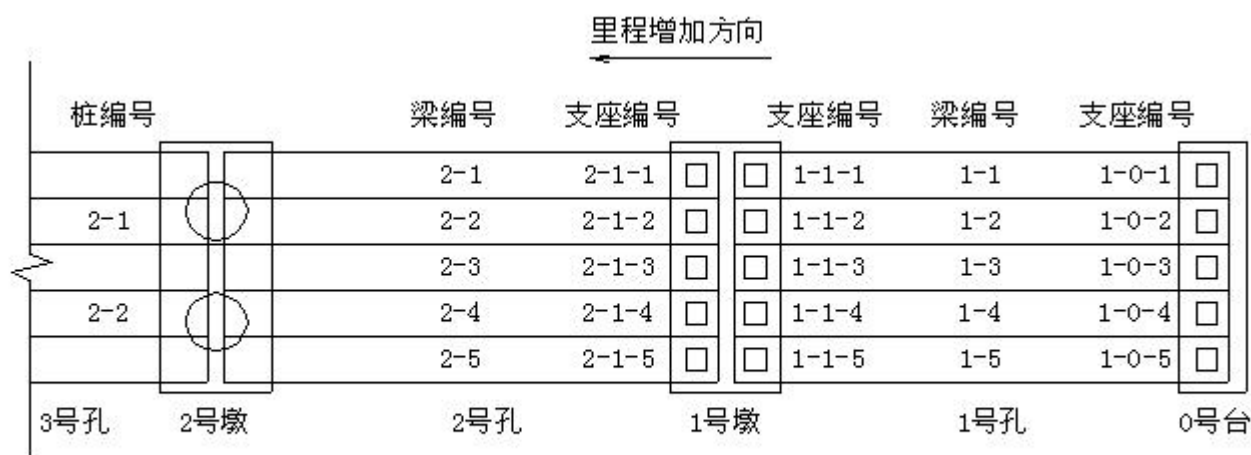 里程增加方向
桩编号 梁编号 支座编号 支座编号 梁编号 支座编号
2-1 2-1-1 1-1-1 1-1 1-0-1
2-1 2-2 2-1-2 1-1-2 1-2 1-0-2
2-3 2-1-3 1-1-3 1-3 1-0-3
2-2 2-4 2-1-4 1-1-4 1-4 1-0-4
2-5 2-1-5 1-1-5 1-5 1-0-5
3号孔 2号墩 2号孔 1号墩 1号孔 0号台